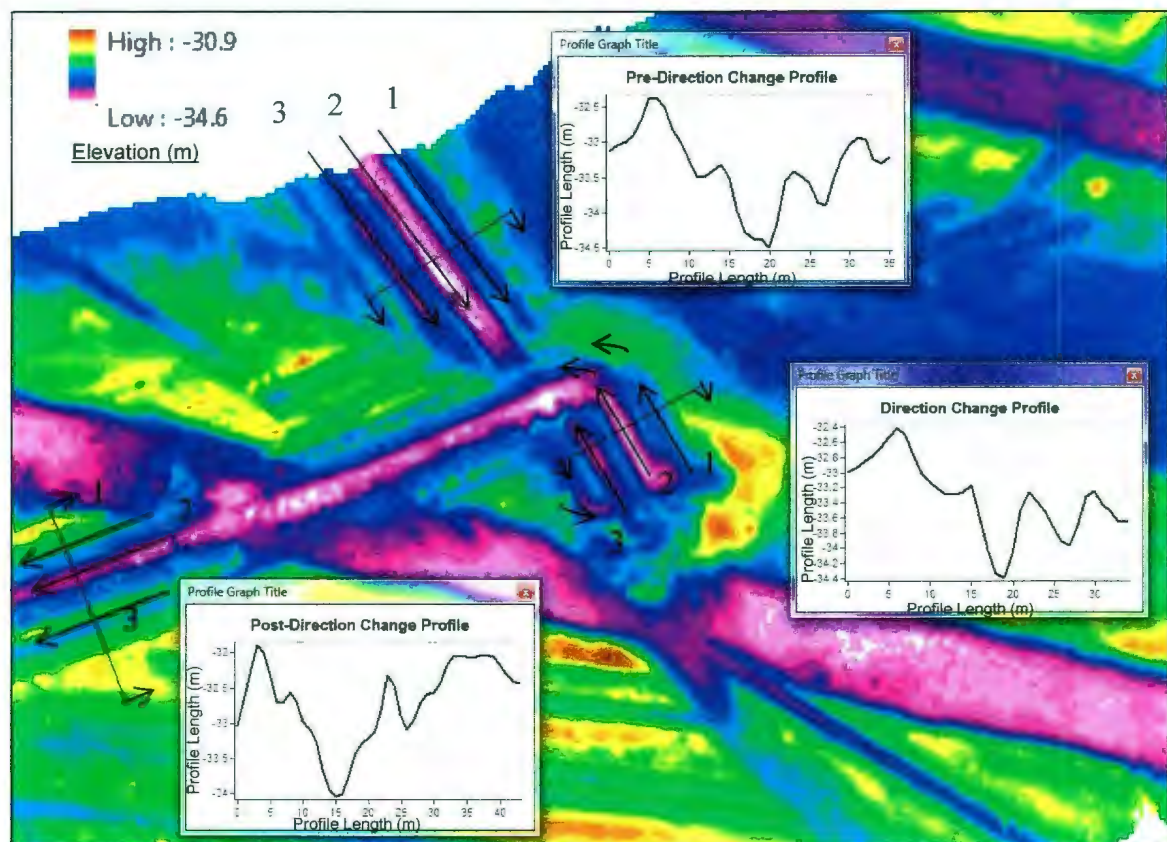 High : -30.9
Low : -34.6
Elevation (m)
3 2 1
Profile Graph Title
Pre-Direction Change Profile
Profile Length (m)
-32.5
-33
-33.5
-34
-34.5
0 5 10 15 20 25 30 35
Profile Length (m)
Profile Graph Title
Direction Change Profile
Profile Length (m)
-32.4
-32.6
-32.8
-33
-33.2
-33.4
-33.6
-33.8
-34
-34.2
-34.4
0 5 10 15 20 25 30
Profile Length (m)
1
2
3
1
2
3
Profile Graph Title
Post-Direction Change Profile
Profile Length (m)
-32
-32.5
-33
-33.5
-34
0 5 10 15 20 25 30 35 40
Profile Length (m)